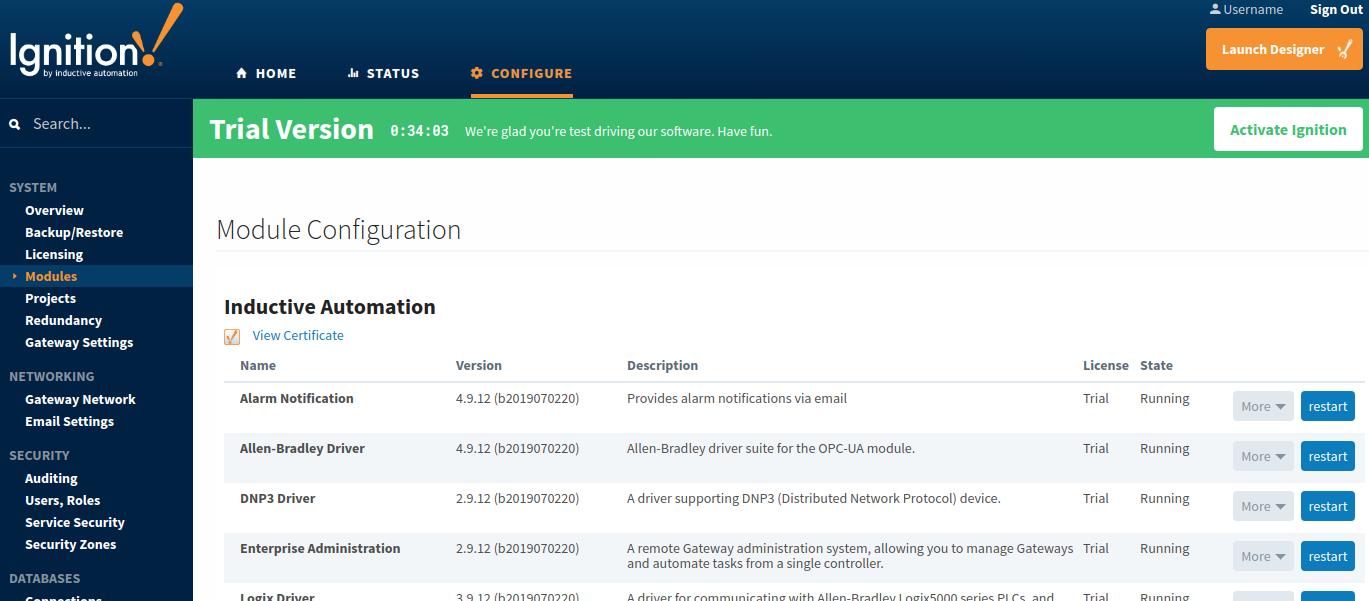 Username Sign Out
Ignition!
by inductive automation
Launch Designer
HOME STATUS CONFIGURE
Search...
Trial Version 0:34:03 We're glad you're test driving our software. Have fun. Activate Ignition
SYSTEM
Overview
Backup/Restore
Licensing
Modules
Projects
Redundancy
Gateway Settings
NETWORKING
Gateway Network
Email Settings
SECURITY
Auditing
Users, Roles
Service Security
Security Zones
DATABASES
Connections
Module Configuration
Inductive Automation
View Certificate
Name Version Description License State
Alarm Notification 4.9.12 (b2019070220) Provides alarm notifications via email Trial Running More restart
Allen-Bradley Driver 4.9.12 (b2019070220) Allen-Bradley driver suite for the OPC-UA module. Trial Running More restart
DNP3 Driver 2.9.12 (b2019070220) A driver supporting DNP3 (Distributed Network Protocol) device. Trial Running More restart
Enterprise Administration 2.9.12 (b2019070220) A remote Gateway administration system, allowing you to manage Gateways Trial Running More restart
and automate tasks from a single controller.
Logix Driver 3.9.12 (b2019070220) A driver for communicating with Allen-Bradley Logix5000 series PLCs, and Trial Running